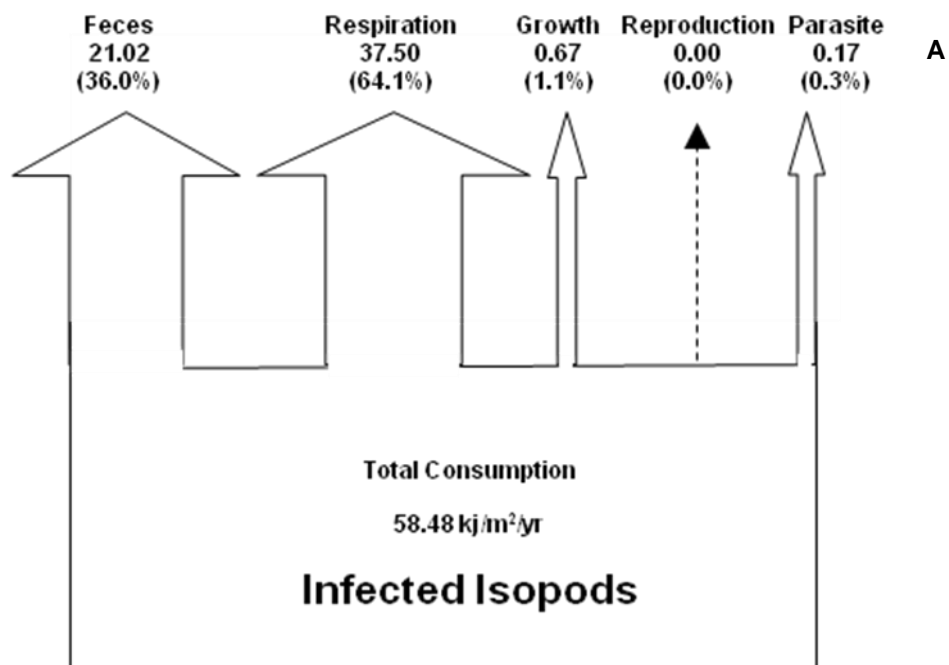 Feces Respiration Growth Reproduction Parasite
21.02 37.50 0.67 0.00 0.17 A
(36.0%) (64.1%) (1.1%) (0.0%) (0.3%)
Total Consumption
58.48 kj/m²/yr
Infected Isopods